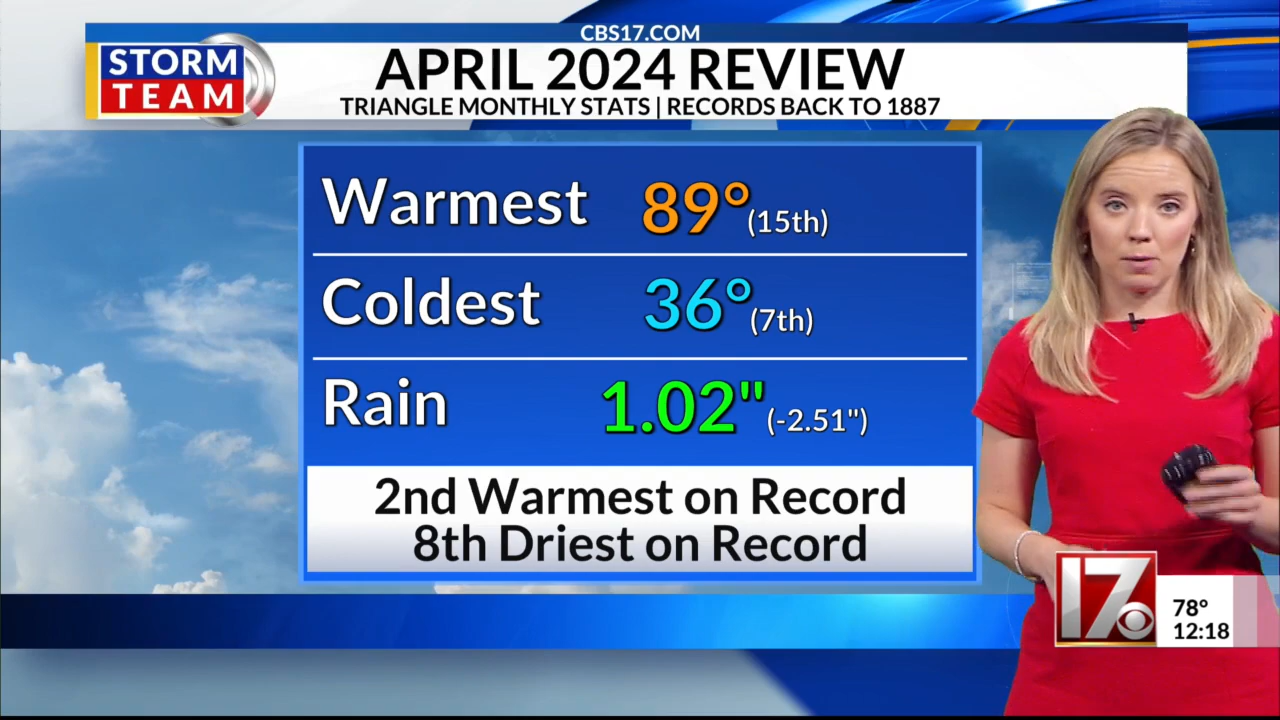 CBS17.COM
STORM
TEAM
APRIL 2024 REVIEW
TRIANGLE MONTHLY STATS | RECORDS BACK TO 1887
Warmest 89° (15th)
Coldest 36° (7th)
Rain 1.02" (-2.51")
2nd Warmest on Record
8th Driest on Record
17
78°
12:18